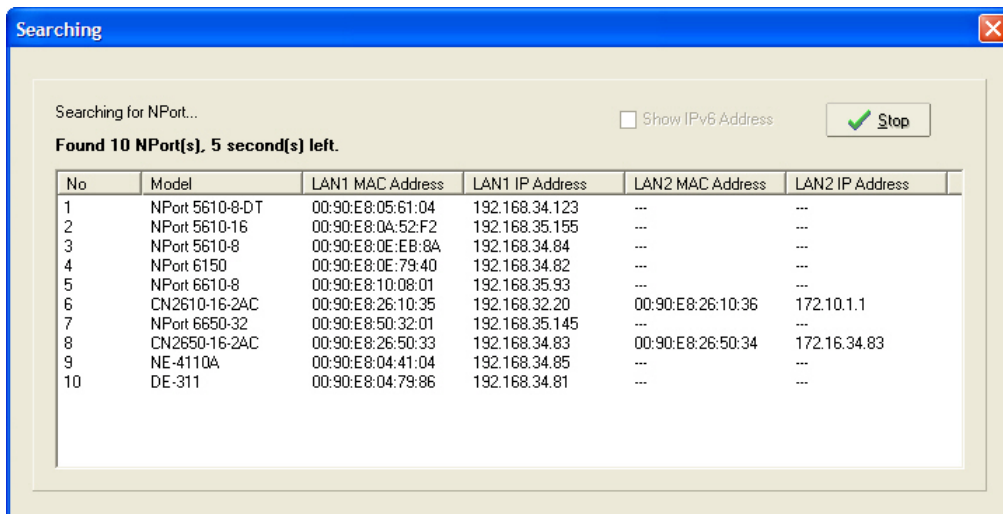 Searching
Searching for NPort...
Show IPv6 Address
Stop
Found 10 NPort(s), 5 second(s) left.
No Model LAN1 MAC Address LAN1 IP Address LAN2 MAC Address LAN2 IP Address
1 NPort 5610-8-DT 00:90:E8:05:61:04 192.168.34.123 --- ---
2 NPort 5610-16 00:90:E8:0A:52:F2 192.168.35.155 --- ---
3 NPort 5610-8 00:90:E8:0E:EB:8A 192.168.34.84 --- ---
4 NPort 6150 00:90:E8:0E:79:40 192.168.34.82 --- ---
5 NPort 6610-8 00:90:E8:10:08:01 192.168.35.93 --- ---
6 CN2610-16-2AC 00:90:E8:26:10:35 192.168.32.20 00:90:E8:26:10:36 172.10.1.1
7 NPort 6650-32 00:90:E8:50:32:01 192.168.35.145 --- ---
8 CN2650-16-2AC 00:90:E8:26:50:33 192.168.34.83 00:90:E8:26:50:34 172.16.34.83
9 NE-4110A 00:90:E8:04:41:04 192.168.34.85 --- ---
10 DE-311 00:90:E8:04:79:86 192.168.34.81 --- ---